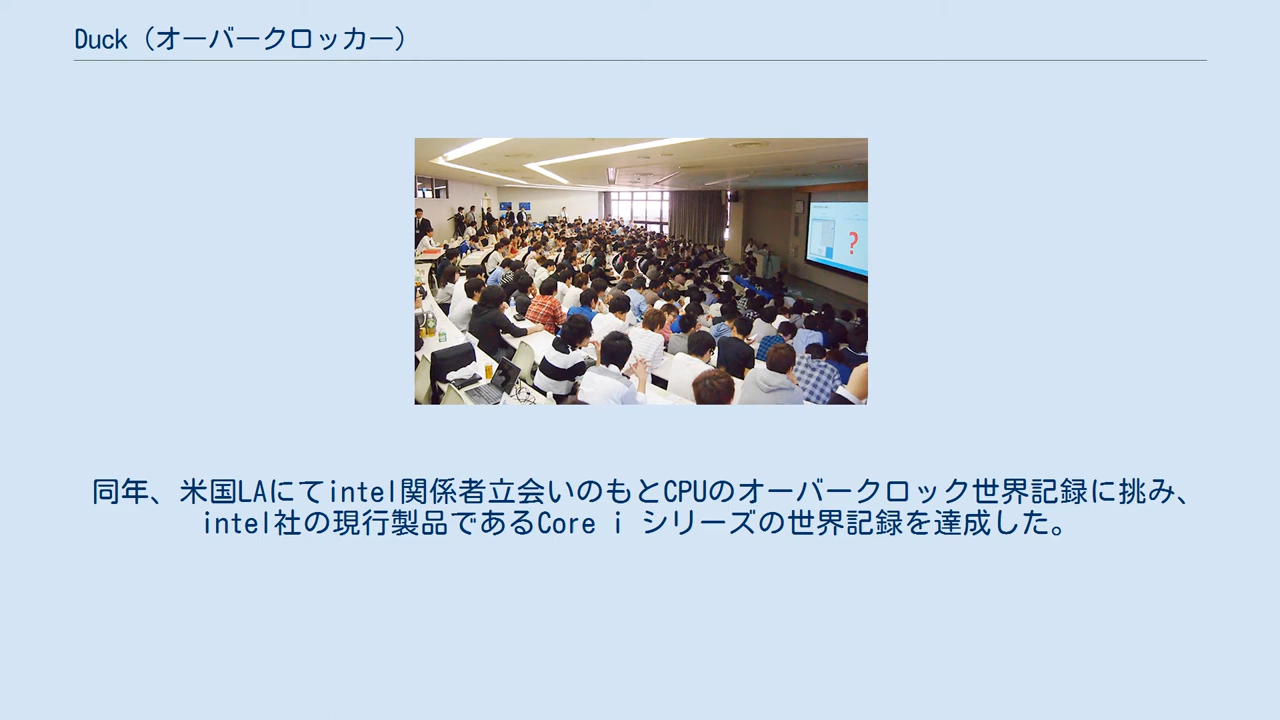 Duck（オーバークロッカー）
?
同年、米国LAにてintel関係者立会いのもとCPUのオーバークロック世界記録に挑み、
intel社の現行製品であるCore i シリーズの世界記録を達成した。